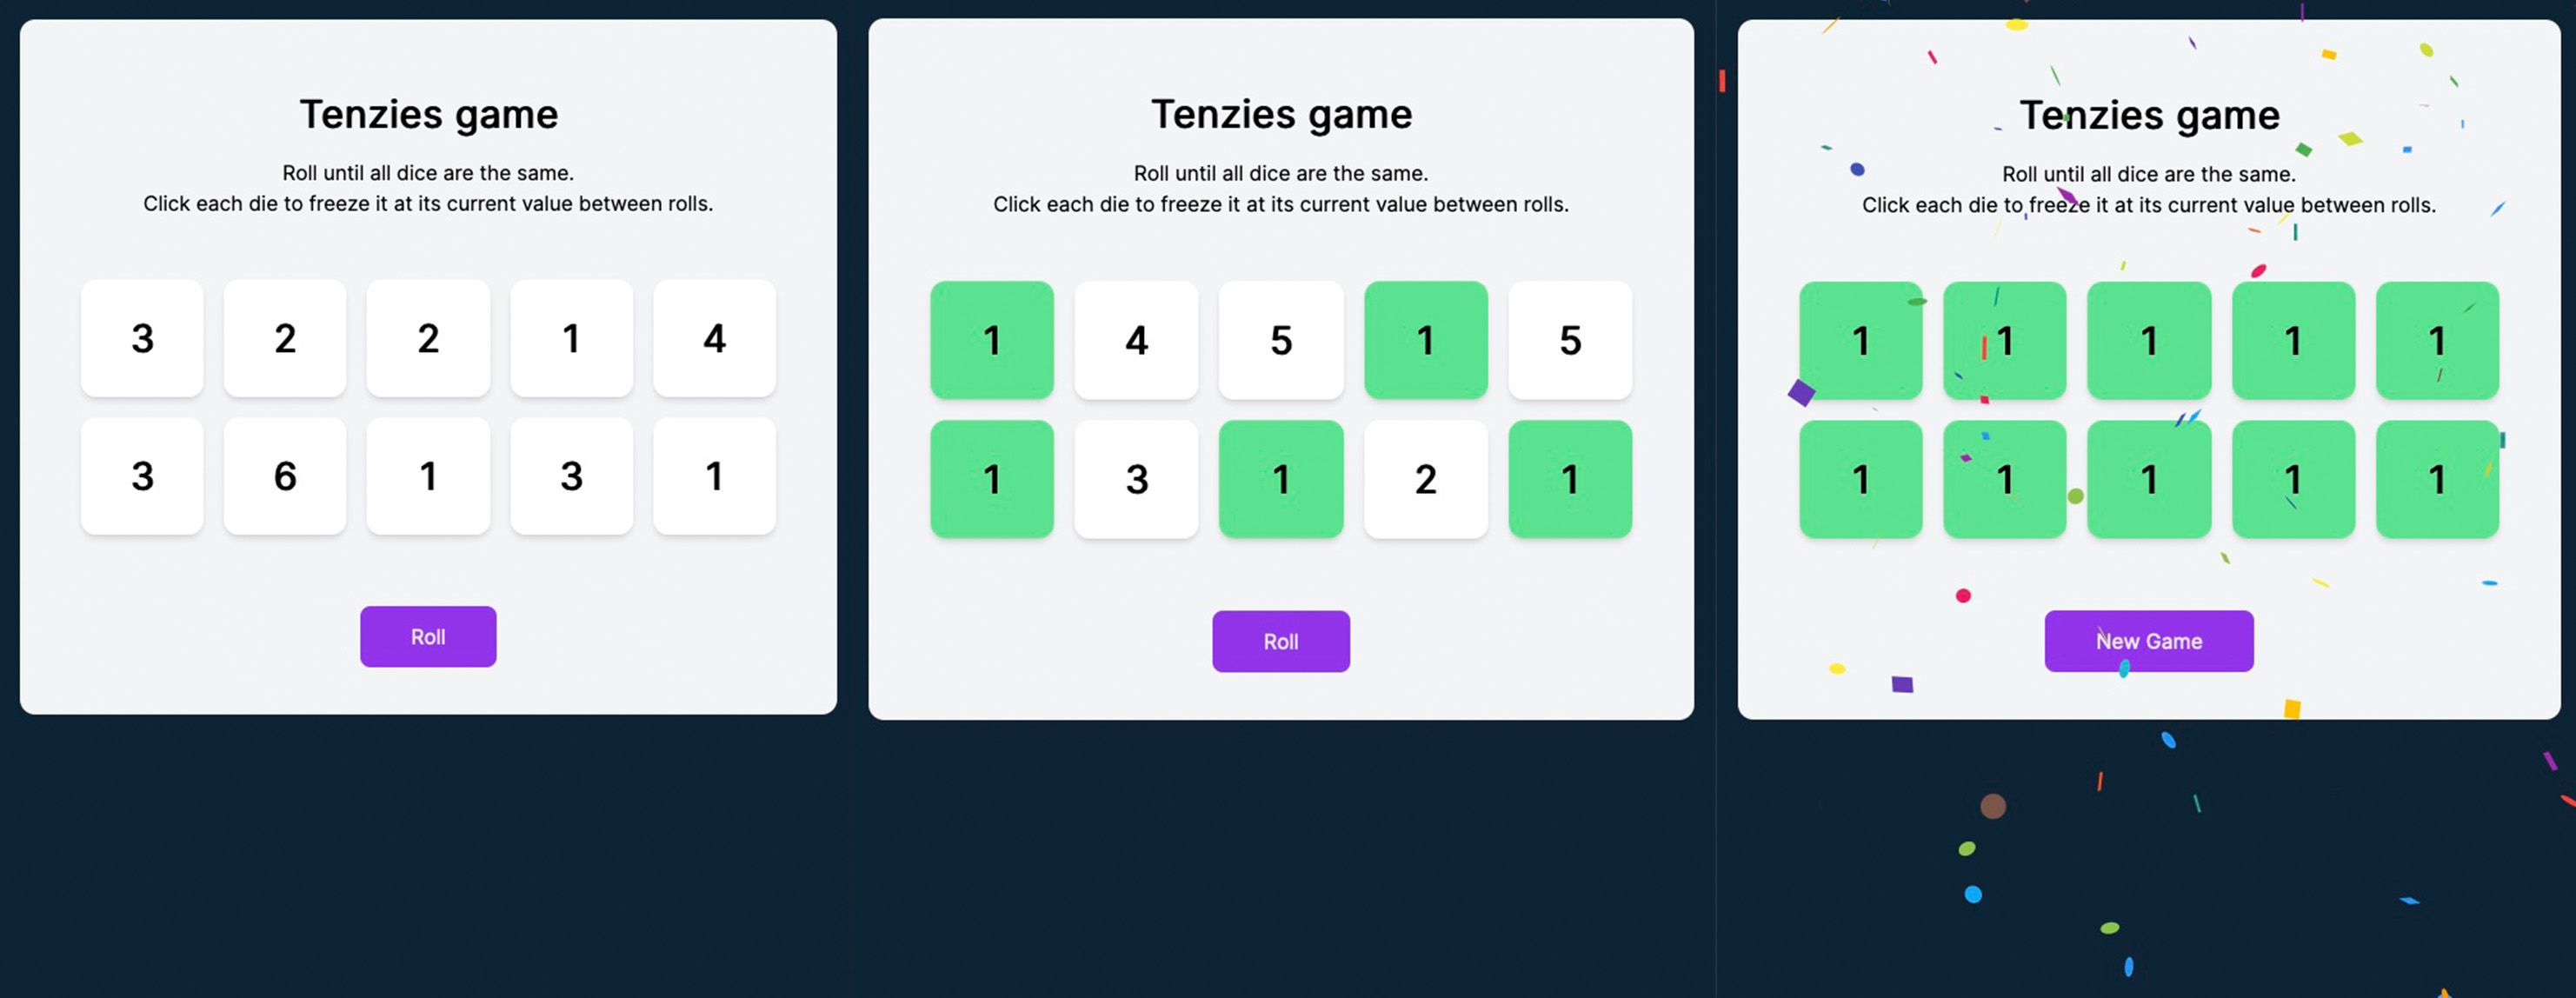 Tenzies game
Roll until all dice are the same.
Click each die to freeze it at its current value between rolls.
3 2 2 1 4
3 6 1 3 1
Roll
Tenzies game
Roll until all dice are the same.
Click each die to freeze it at its current value between rolls.
1 4 5 1 5
1 3 1 2 1
Roll
Tenzies game
Roll until all dice are the same.
Click each die to freeze it at its current value between rolls.
1 1 1 1 1
1 1 1 1 1
New Game